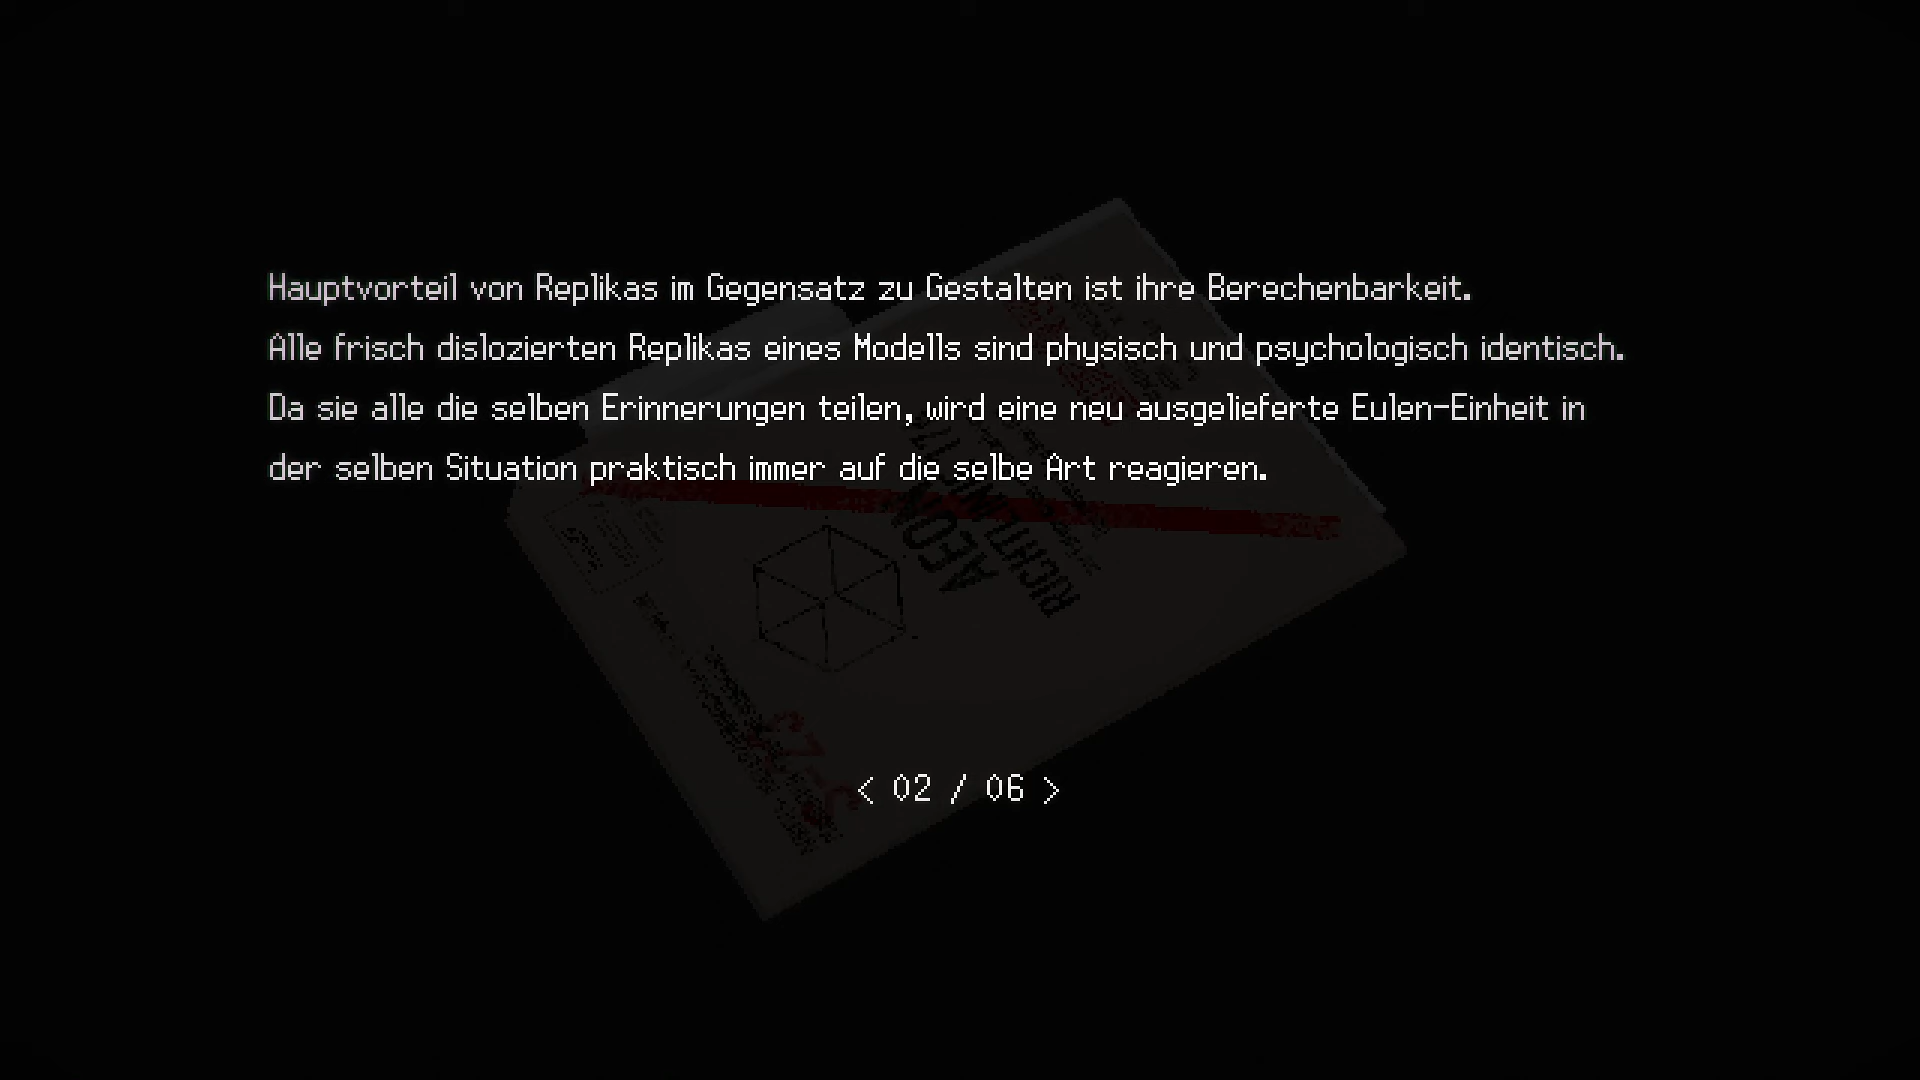 Hauptvorteil von Replikas im Gegensatz zu Gestalten ist ihre Berechenbarkeit.
Alle frisch dislozierten Replikas eines Modells sind physisch und psychologisch identisch.
Da sie alle die selben Erinnerungen teilen, wird eine neu ausgelieferte Eulen-Einheit in
der selben Situation praktisch immer auf die selbe Art reagieren.
AEON
< 02 / 06 >